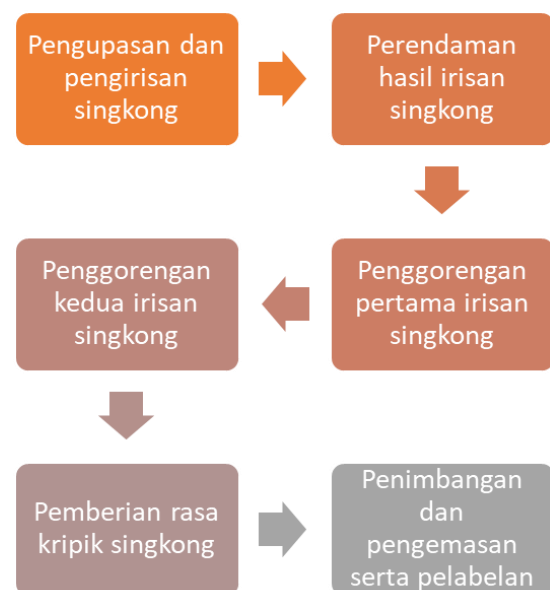 Pengupasan dan
pengirisan
singkong
Perendaman
hasil irisan
singkong
Penggorengan
pertama irisan
singkong
Penggorengan
kedua irisan
singkong
Pemberian rasa
kripik singkong
Penimbangan
dan
pengemasan
serta pelabelan